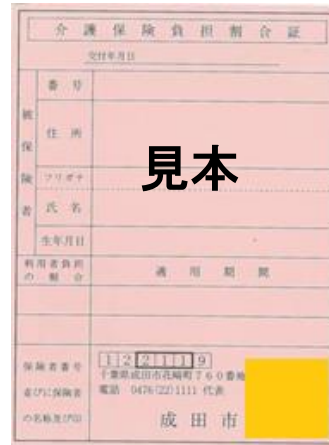 介護保険負担割合証
交付年月日
被保険者
番号
住所
フリガナ
氏名
生年月日
見本
利用者負担の割合
適用期間
保険者番号並びに保険者の名称及び印
122119
千葉県成田市花崎町760番地
電話 0476(22)1111 代表
成田市